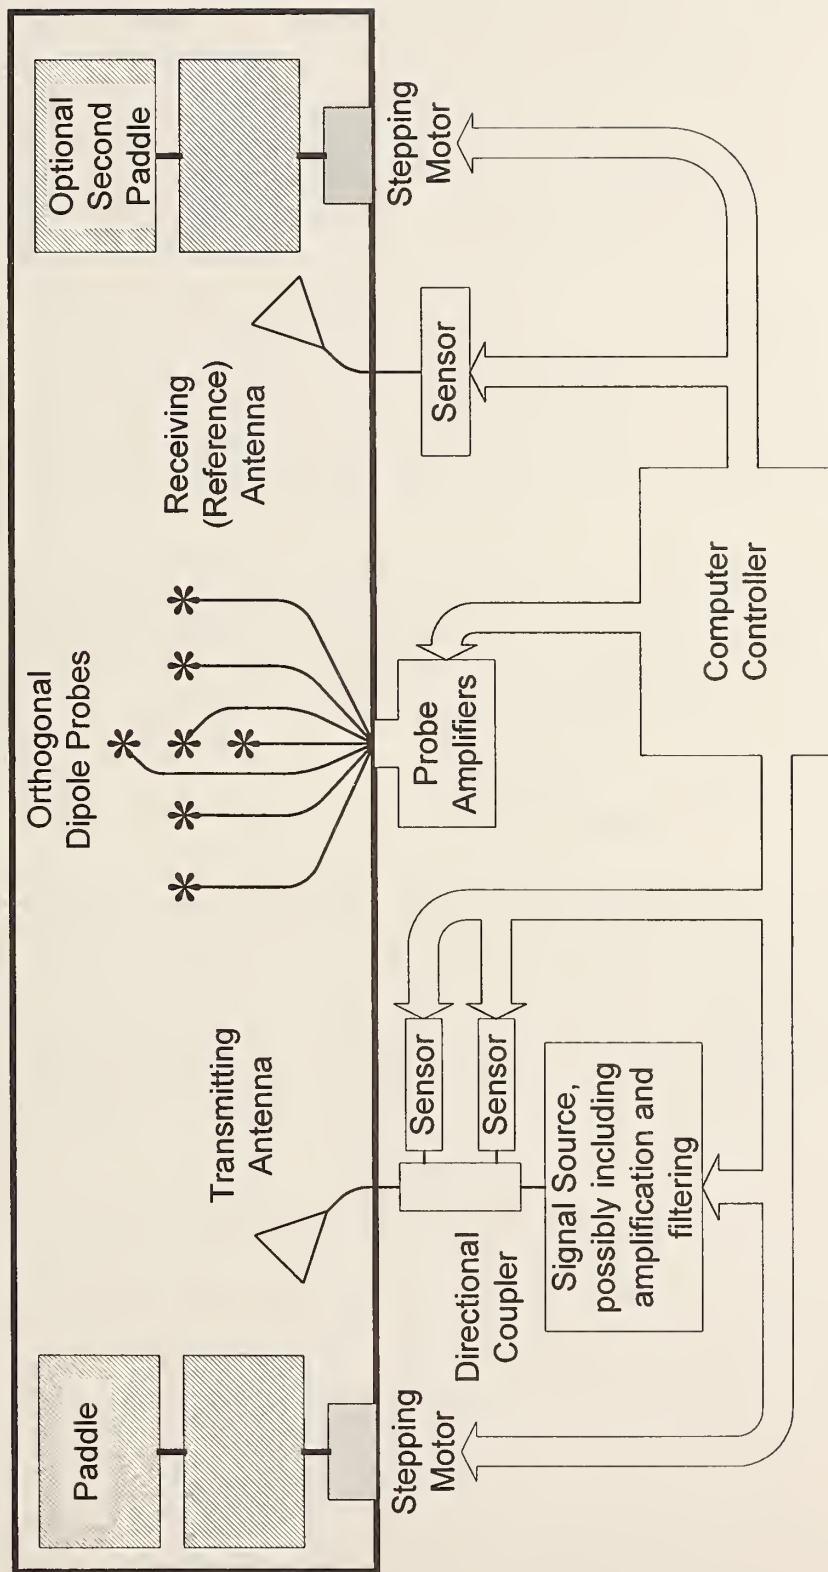 Paddle
Optional
Second
Paddle
Orthogonal
Dipole Probes
Transmitting
Antenna
Receiving
(Reference)
Antenna
Stepping
Motor
Directional
Coupler
Sensor
Sensor
Signal Source,
possibly including
amplification and
filtering
Probe
Amplifiers
Sensor
Stepping
Motor
Computer
Controller